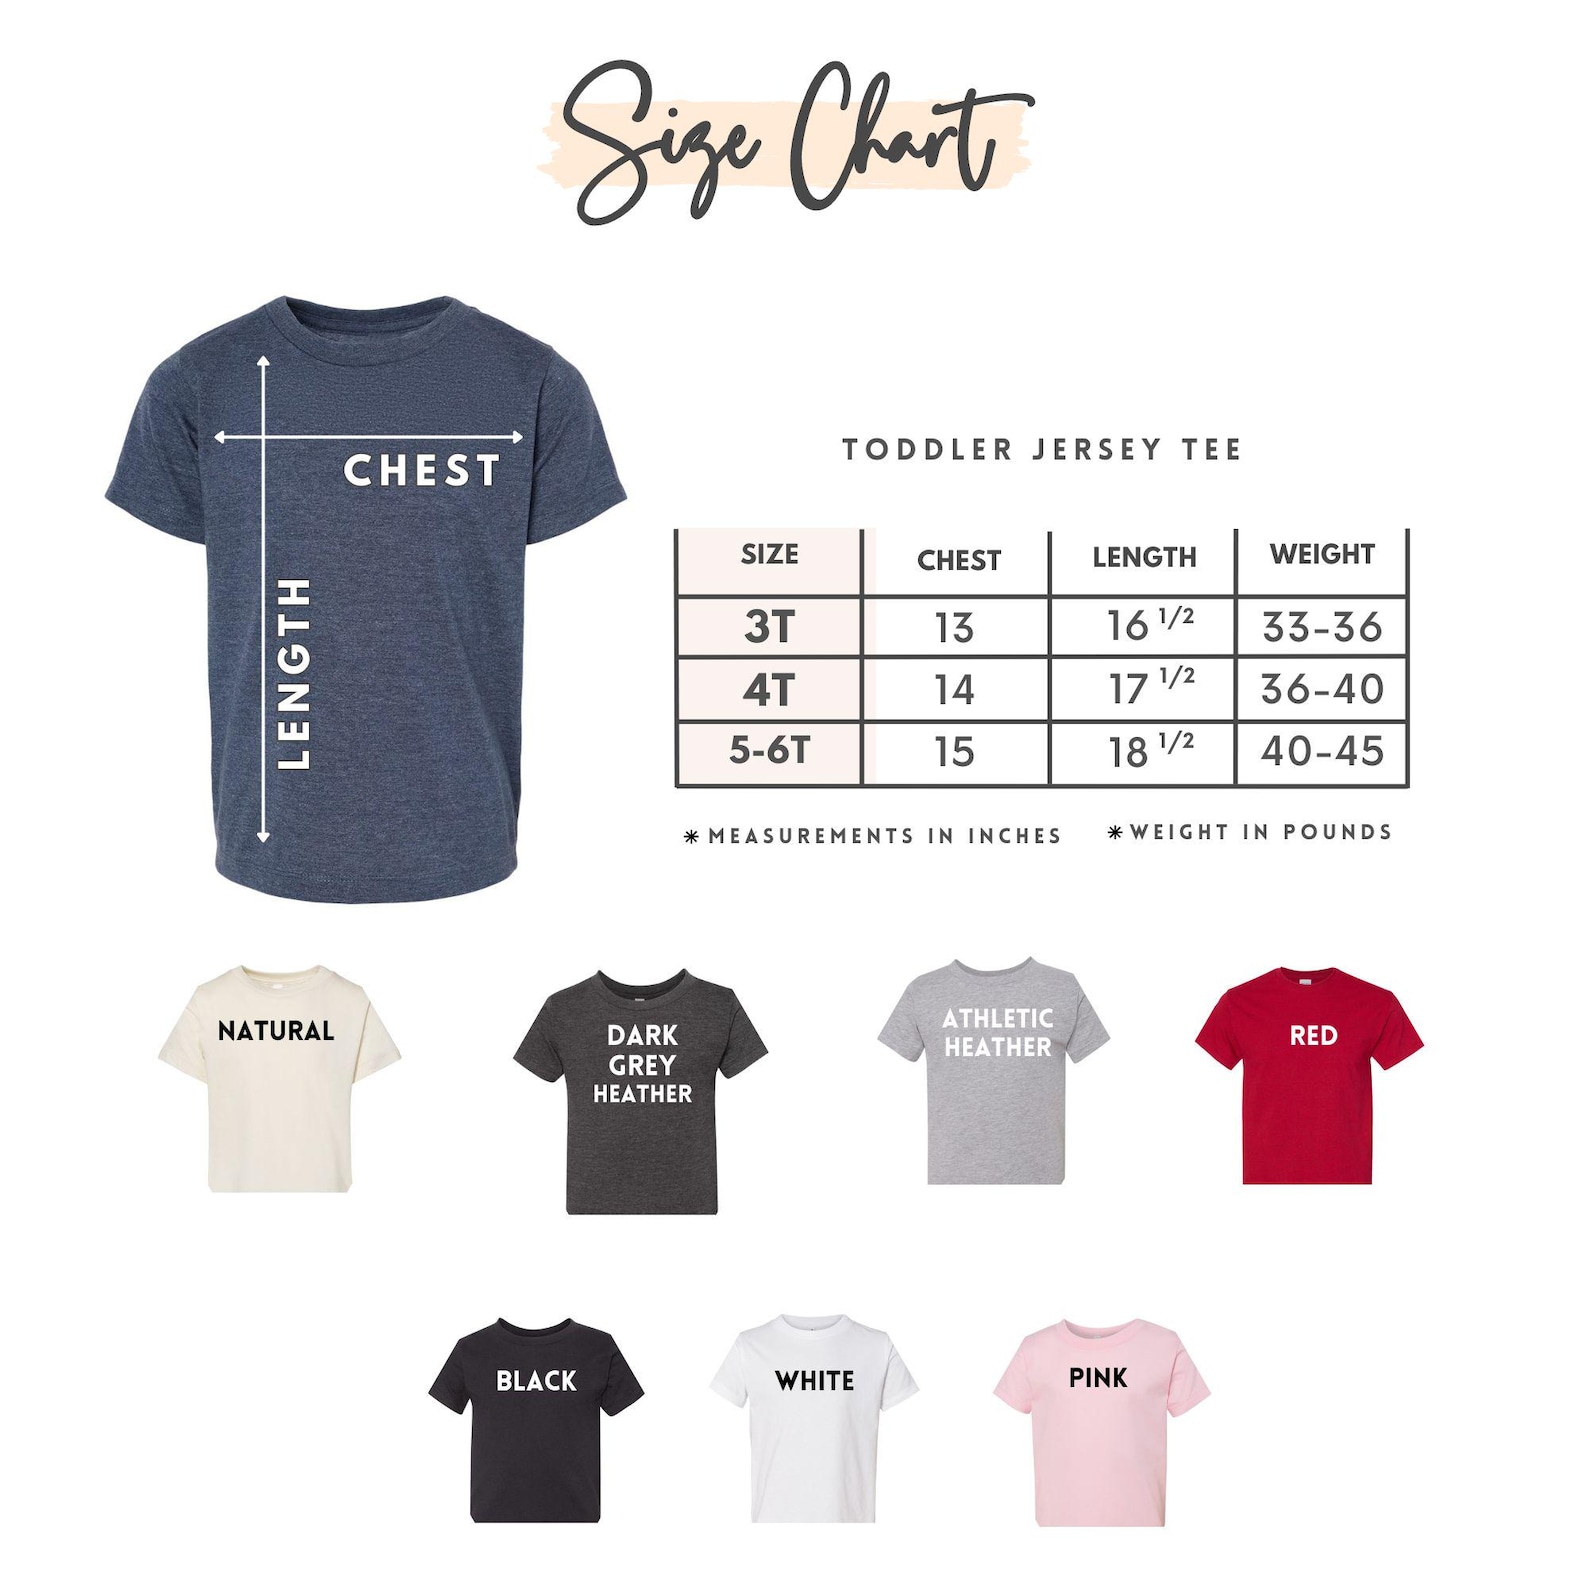 Size Chart
CHEST
LENGTH
TODDLER JERSEY TEE
SIZE CHEST LENGTH WEIGHT
3T 13 16 1/2 33-36
4T 14 17 1/2 36-40
5-6T 15 18 1/2 40-45
*MEASUREMENTS IN INCHES *WEIGHT IN POUNDS
NATURAL
DARK
GREY
HEATHER
ATHLETIC
HEATHER
RED
BLACK
WHITE
PINK